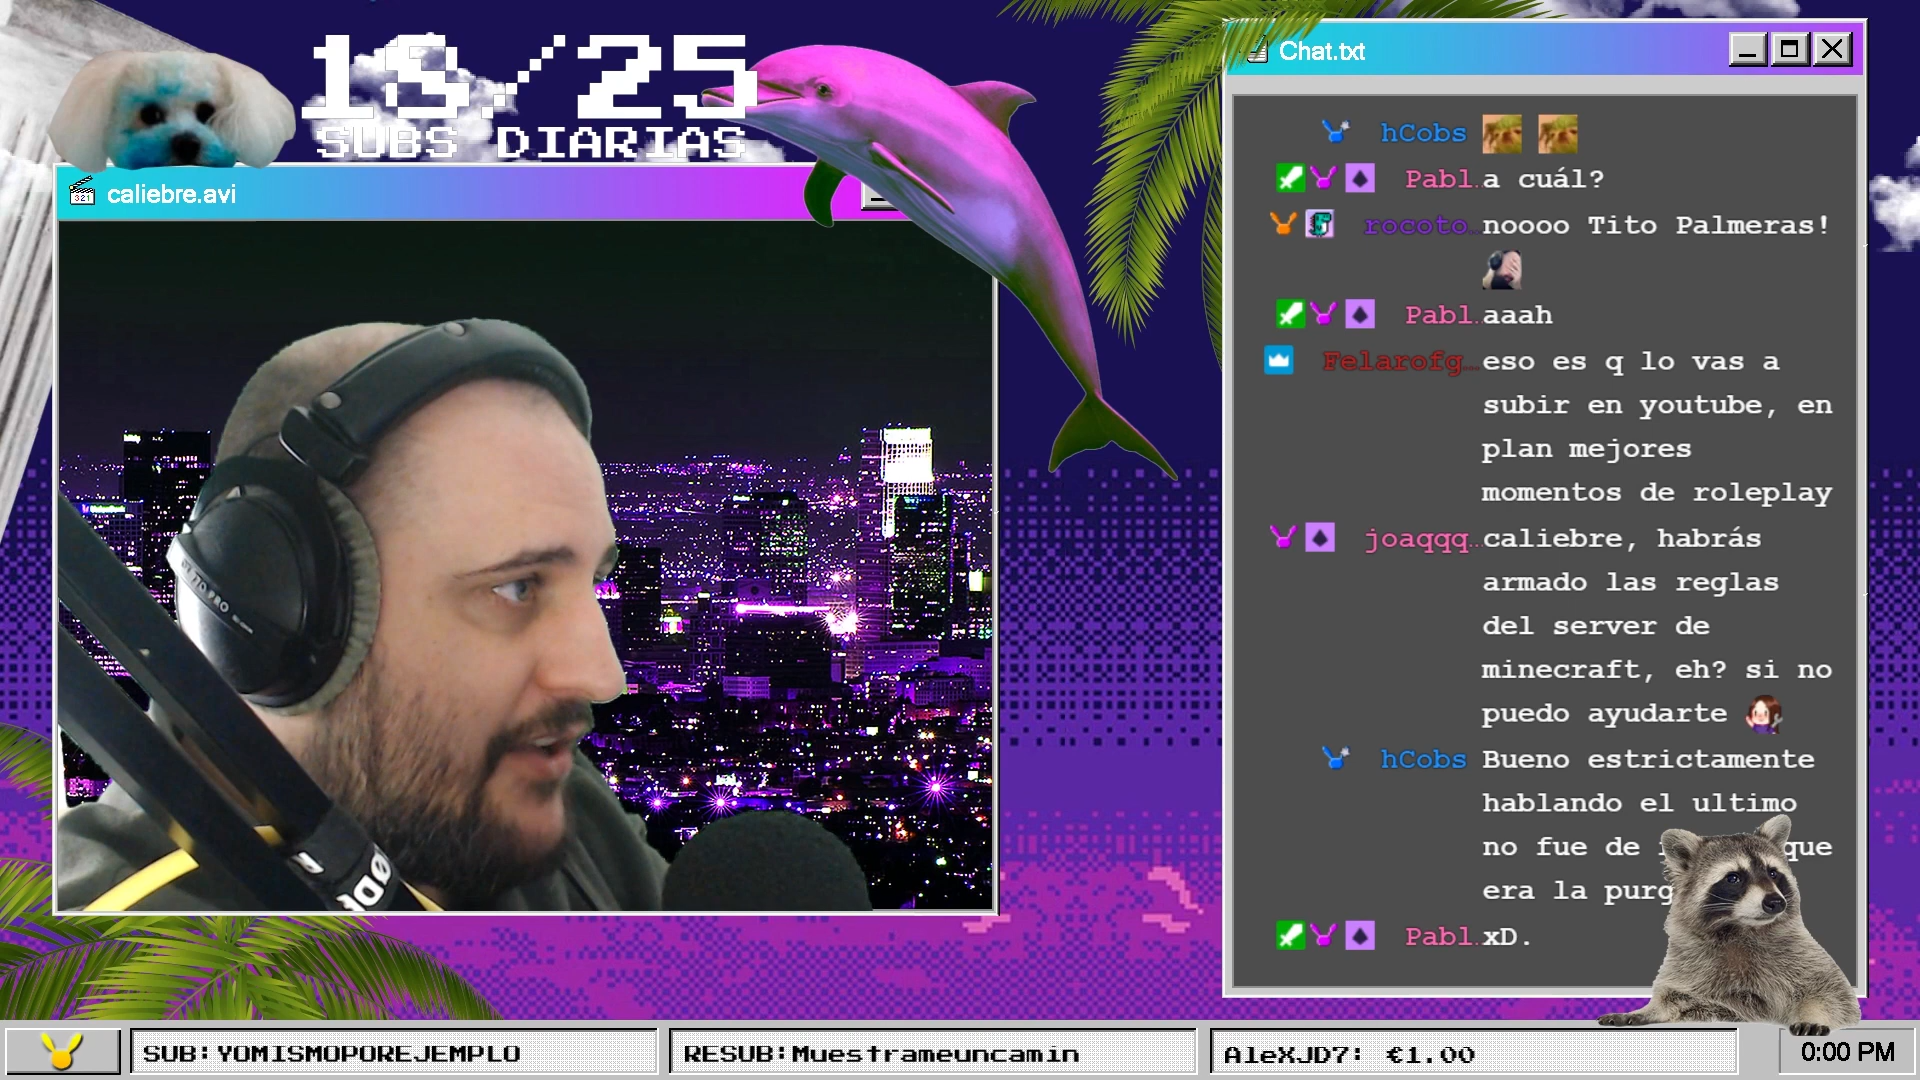 18/25
SUBS DIARIAS
caliebre.avi
Chat.txt
hCobs
Pabl.. a cuál?
rocoto... noooo Tito Palmeras!
Pabl.. aaah
Felarofg... eso es q lo vas a
subir en youtube, en
plan mejores
momentos de roleplay
joaqqq... caliebre, habrás
armado las reglas
del server de
minecraft, eh? si no
puedo ayudarte
hCobs Bueno estrictamente
hablando el ultimo
no fue de que
era la purg
Pabl.. xD.
SUB:YOMISMOPOREJEMPLO
RESUB:Muestrameuncamin
AleXJD7: €1.00
0:00 PM